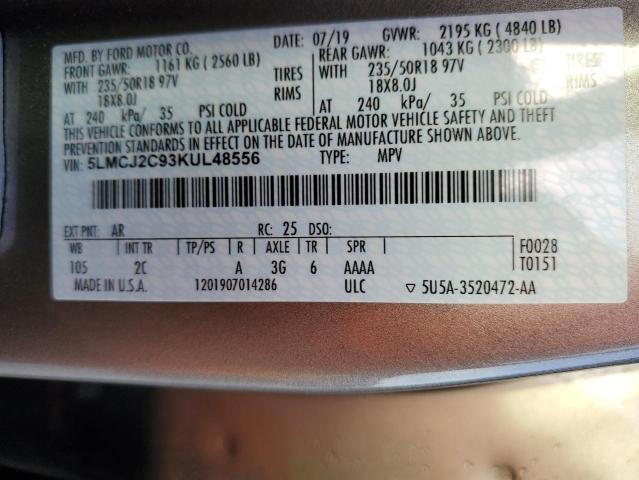 MFD. BY FORD MOTOR CO. DATE: 07/19 GVWR: 2195 KG ( 4840 LB)
FRONT GAWR: 1161 KG ( 2560 LB) REAR GAWR: 1043 KG ( 2300 LB)
WITH 235/50R18 97V TIRES WITH 235/50R18 97V TIRES
18X8.0J RIMS 18X8.0J RIMS
AT 240 kPa/ 35 PSI COLD AT 240 kPa/ 35 PSI COLD
THIS VEHICLE CONFORMS TO ALL APPLICABLE FEDERAL MOTOR VEHICLE SAFETY AND THEFT
PREVENTION STANDARDS IN EFFECT ON THE DATE OF MANUFACTURE SHOWN ABOVE.
VIN: 5LMCJ2C93KUL48556 TYPE: MPV
EXT PNT: AR RC: 25 DSO:
WB INT TR TP/PS R AXLE TR SPR F0028
105 2C A 3G 6 AAAA T0151
MADE IN U.S.A. 1201907014286 ULC ▽ 5U5A-3520472-AA